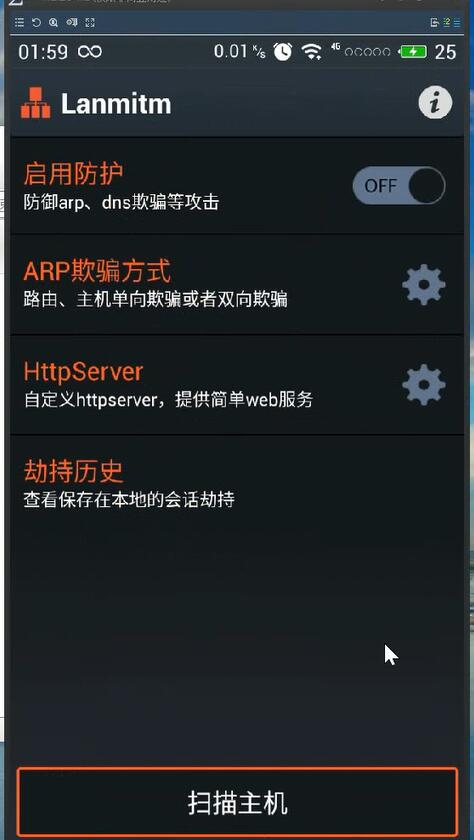 01:59 0.01 K/s 4G 25
Lanmitm
启用防护
OFF
防御arp、dns欺骗等攻击
ARP欺骗方式
路由、主机单向欺骗或者双向欺骗
HttpServer
自定义httpserver，提供简单web服务
劫持历史
查看保存在本地的会话劫持
扫描主机